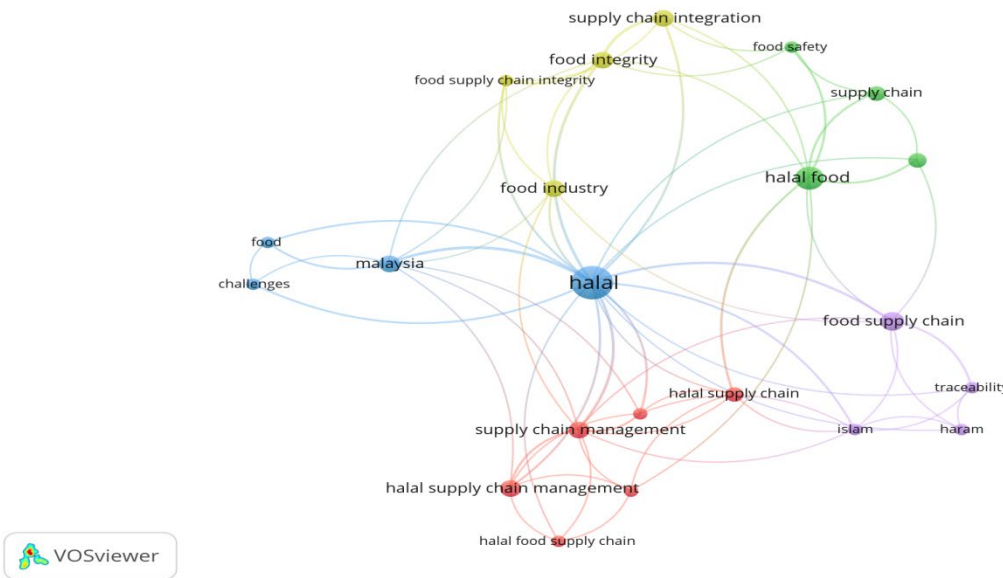 supply chain integration
food safety
food integrity
food supply chain integrity
supply chain
halal food
food industry
food
malaysia
challenges
halal
food supply chain
traceability
halal supply chain
islam
haram
supply chain management
halal supply chain management
halal food supply chain
VOSviewer